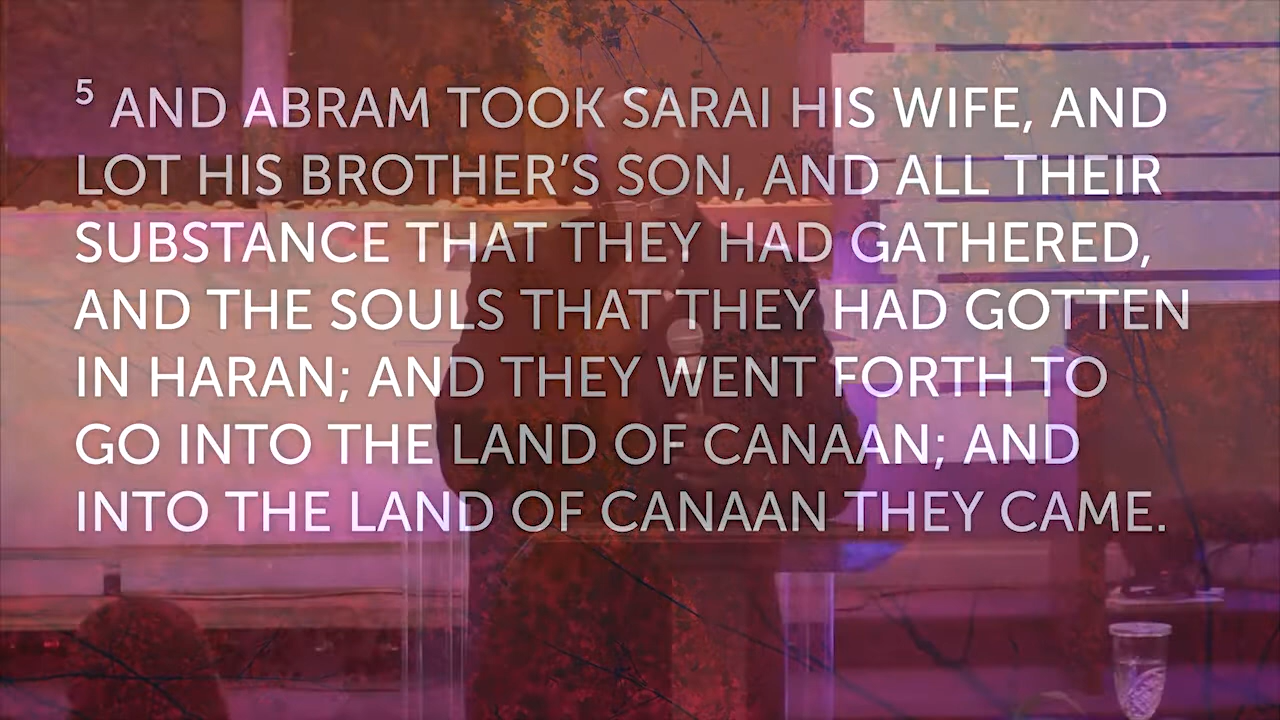 5 AND ABRAM TOOK SARAI HIS WIFE, AND
LOT HIS BROTHER’S SON, AND ALL THEIR
SUBSTANCE THAT THEY HAD GATHERED,
AND THE SOULS THAT THEY HAD GOTTEN
IN HARAN; AND THEY WENT FORTH TO
GO INTO THE LAND OF CANAAN; AND
INTO THE LAND OF CANAAN THEY CAME.